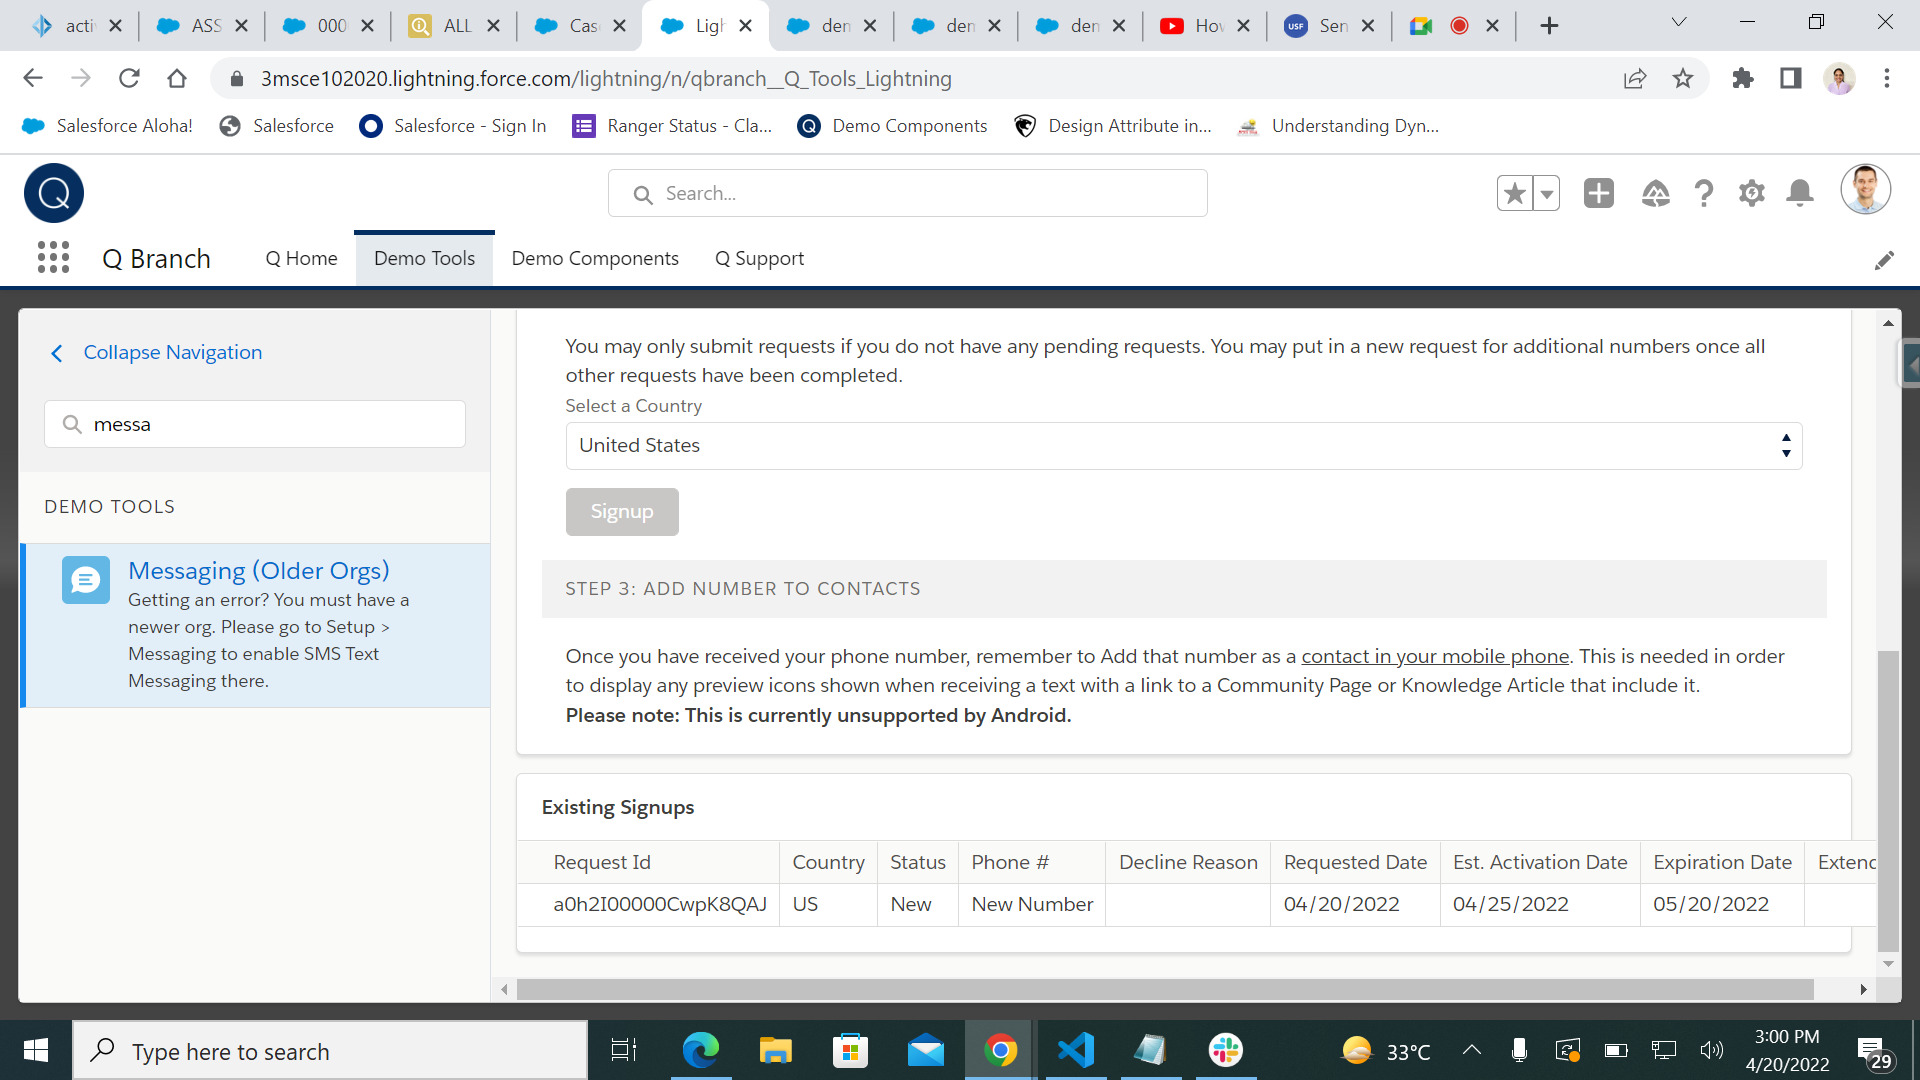 acti
ASS
000
ALL
Cas
Ligh
den
den
den
How
USF
Sen
3msce102020.lightning.force.com/lightning/n/qbranch__Q_Tools_Lightning
Salesforce Aloha!
Salesforce
Salesforce - Sign In
Ranger Status - Cla...
Demo Components
Design Attribute in...
Understanding Dyn...
Q
Search...
Q Branch
Q Home
Demo Tools
Demo Components
Q Support
Collapse Navigation
messa
DEMO TOOLS
Messaging (Older Orgs)
Getting an error? You must have a
newer org. Please go to Setup >
Messaging to enable SMS Text
Messaging there.
You may only submit requests if you do not have any pending requests. You may put in a new request for additional numbers once all
other requests have been completed.
Select a Country
United States
Signup
STEP 3: ADD NUMBER TO CONTACTS
Once you have received your phone number, remember to Add that number as a contact in your mobile phone. This is needed in order
to display any preview icons shown when receiving a text with a link to a Community Page or Knowledge Article that include it.
Please note: This is currently unsupported by Android.
Existing Signups
Request Id Country Status Phone # Decline Reason Requested Date Est. Activation Date Expiration Date Extend
a0h2I00000CwpK8QAJ US New New Number 04/20/2022 04/25/2022 05/20/2022
Type here to search
33°C
3:00 PM
4/20/2022
29